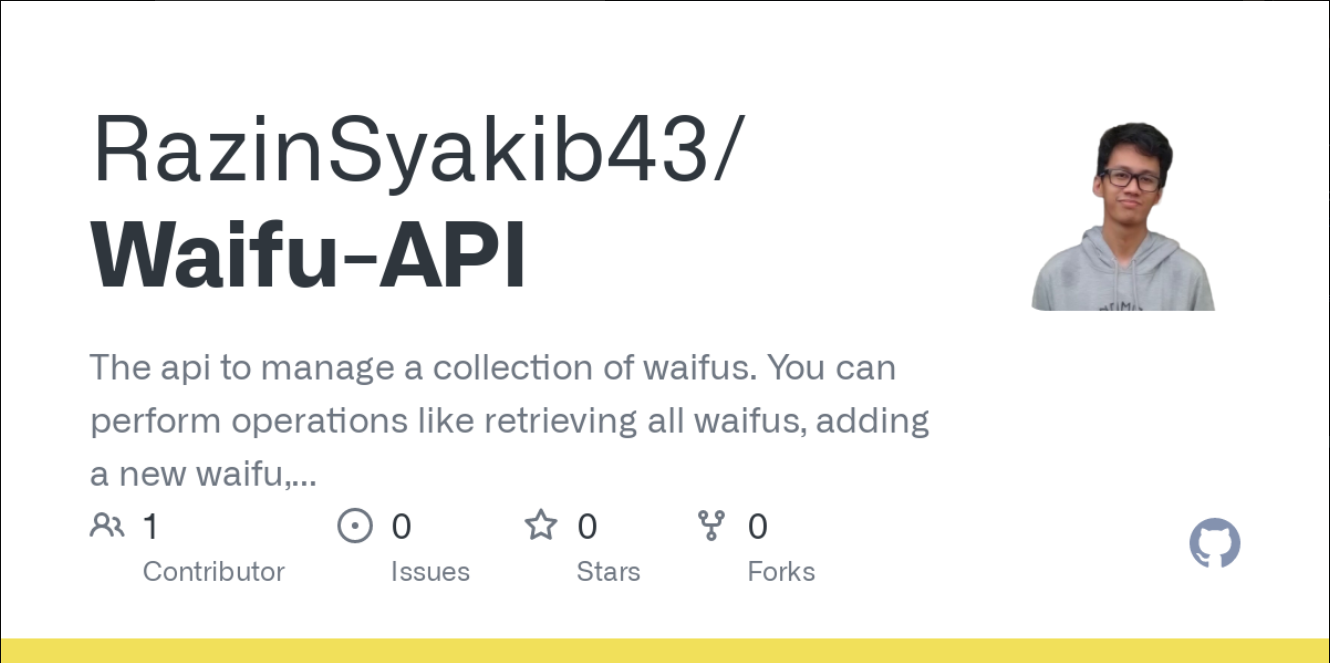 RazinSyakib43/
Waifu-API
The api to manage a collection of waifus. You can
perform operations like retrieving all waifus, adding
a new waifu,...
1
Contributor
0
Issues
0
Stars
0
Forks